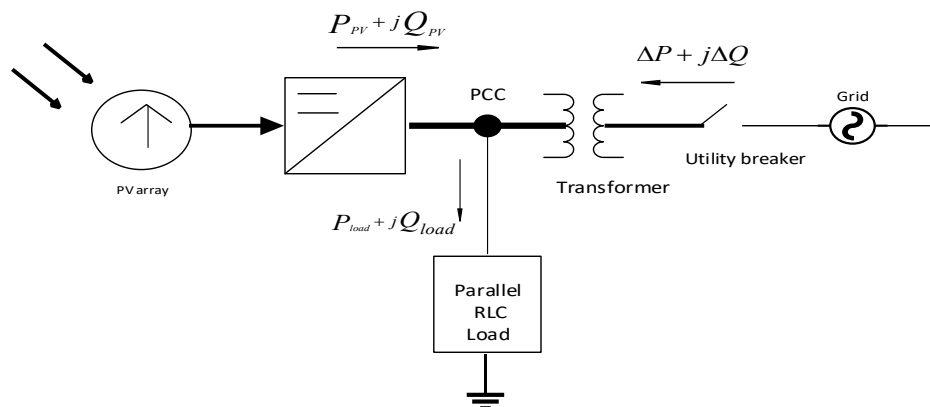 P_PV + jQ_PV
ΔP + jΔQ
PCC
Grid
Utility breaker
Transformer
PV array
P_load + jQ_load
Parallel
RLC
Load